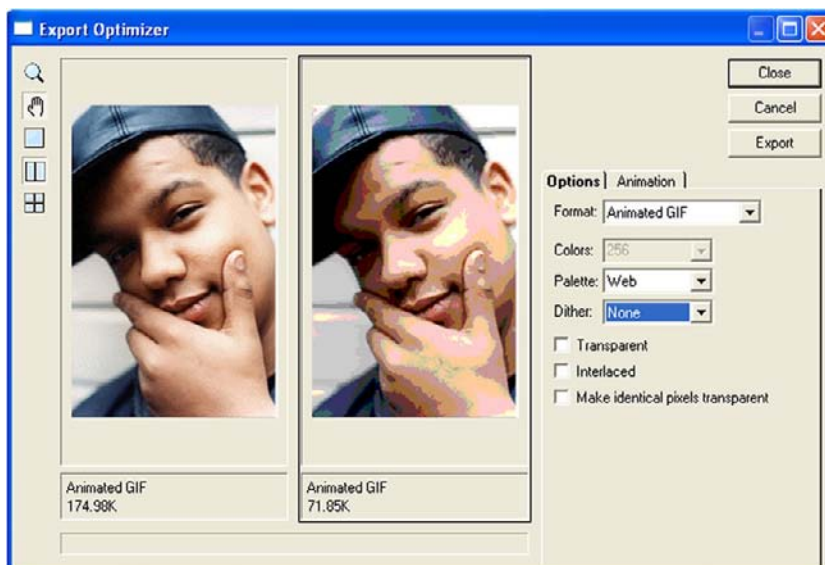 Export Optimizer
Close
Cancel
Export
Options Animation
Format: Animated GIF
Colors: 256
Palette: Web
Dither: None
Transparent
Interlaced
Make identical pixels transparent
Animated GIF
174.98K
Animated GIF
71.85K